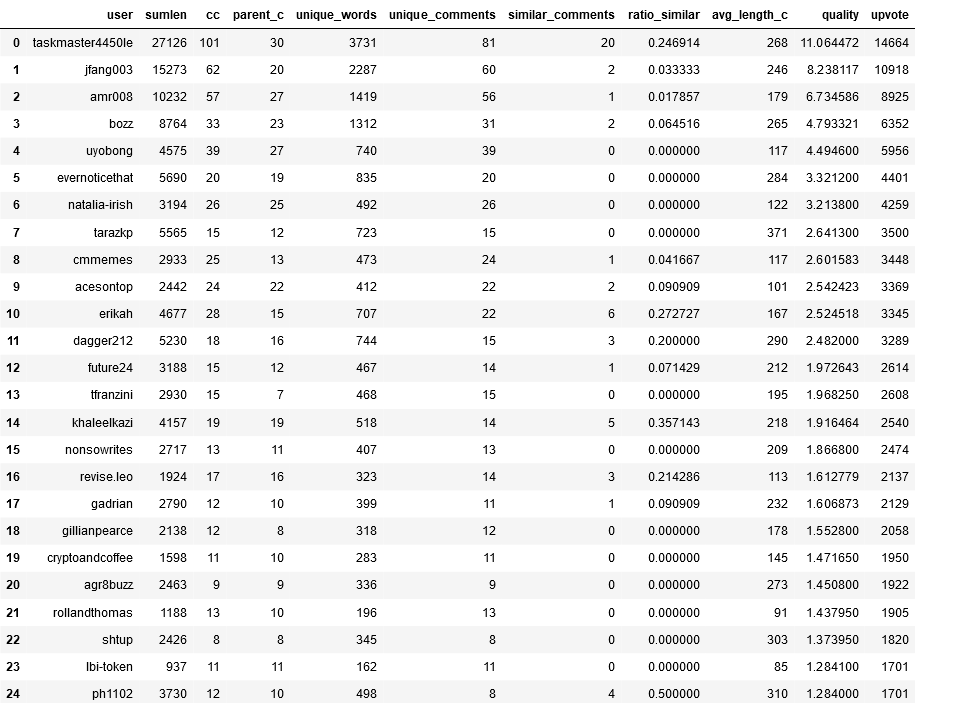 user sumlen cc parent_c unique_words unique_comments similar_comments ratio_similar avg_length_c quality upvote
0 taskmaster4450le 27126 101 30 3731 81 20 0.246914 268 11.064472 14664
1 jfang003 15273 62 20 2287 60 2 0.033333 246 8.238117 10918
2 amr008 10232 57 27 1419 56 1 0.017857 179 6.734586 8925
3 bozz 8764 33 23 1312 31 2 0.064516 265 4.793321 6352
4 uyobong 4575 39 27 740 39 0 0.000000 117 4.494600 5956
5 evernoticethat 5690 20 19 835 20 0 0.000000 284 3.321200 4401
6 natalia-irish 3194 26 25 492 26 0 0.000000 122 3.213800 4259
7 tarazkp 5565 15 12 723 15 0 0.000000 371 2.641300 3500
8 cmmemes 2933 25 13 473 24 1 0.041667 117 2.601583 3448
9 acesontop 2442 24 22 412 22 2 0.090909 101 2.542423 3369
10 erikah 4677 28 15 707 22 6 0.272727 167 2.524518 3345
11 dagger212 5230 18 16 744 15 3 0.200000 290 2.482000 3289
12 future24 3188 15 12 467 14 1 0.071429 212 1.972643 2614
13 tfranzini 2930 15 7 468 15 0 0.000000 195 1.968250 2608
14 khaleelkazi 4157 19 19 518 14 5 0.357143 218 1.916464 2540
15 nonsowrites 2717 13 11 407 13 0 0.000000 209 1.866800 2474
16 revise.leo 1924 17 16 323 14 3 0.214286 113 1.612779 2137
17 gadrian 2790 12 10 399 11 1 0.090909 232 1.606873 2129
18 gillianpearce 2138 12 8 318 12 0 0.000000 178 1.552800 2058
19 cryptoandcoffee 1598 11 10 283 11 0 0.000000 145 1.471650 1950
20 agr8buzz 2463 9 9 336 9 0 0.000000 273 1.450800 1922
21 rollandthomas 1188 13 10 196 13 0 0.000000 91 1.437950 1905
22 shtup 2426 8 8 345 8 0 0.000000 303 1.373950 1820
23 lbi-token 937 11 11 162 11 0 0.000000 85 1.284100 1701
24 ph1102 3730 12 10 498 8 4 0.500000 310 1.284000 1701